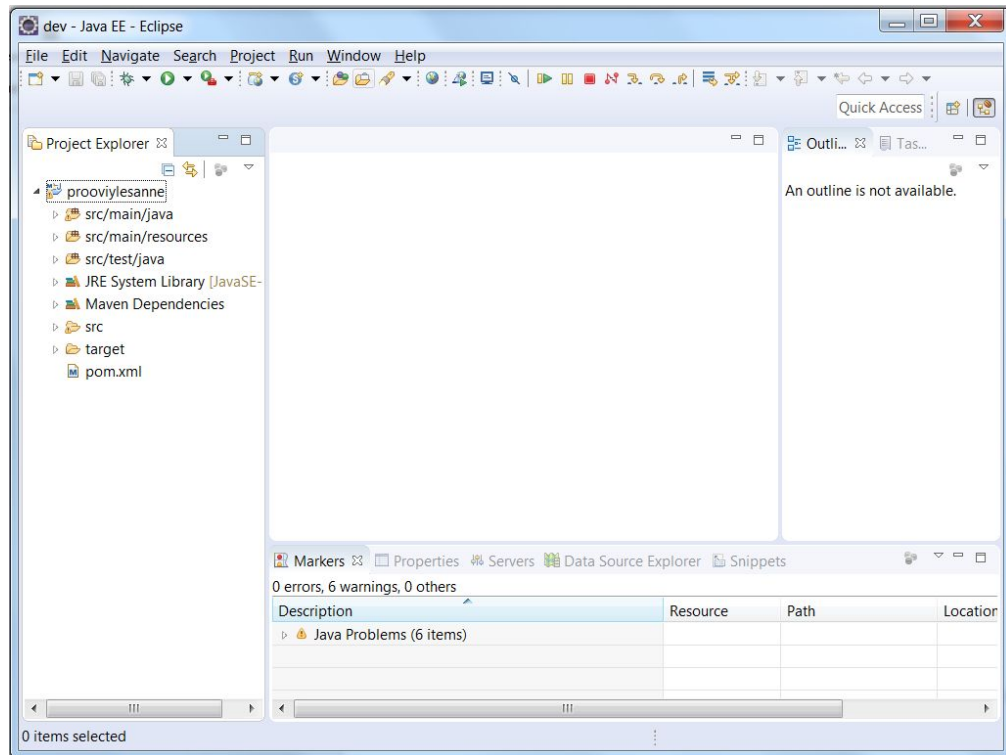 dev - Java EE - Eclipse
File Edit Navigate Search Project Run Window Help
Quick Access
Project Explorer
prooviylesanne
src/main/java
src/main/resources
src/test/java
JRE System Library [JavaSE-
Maven Dependencies
src
target
pom.xml
Outli... Tas...
An outline is not available.
Markers Properties Servers Data Source Explorer Snippets
0 errors, 6 warnings, 0 others
Description Resource Path Location
Java Problems (6 items)
0 items selected